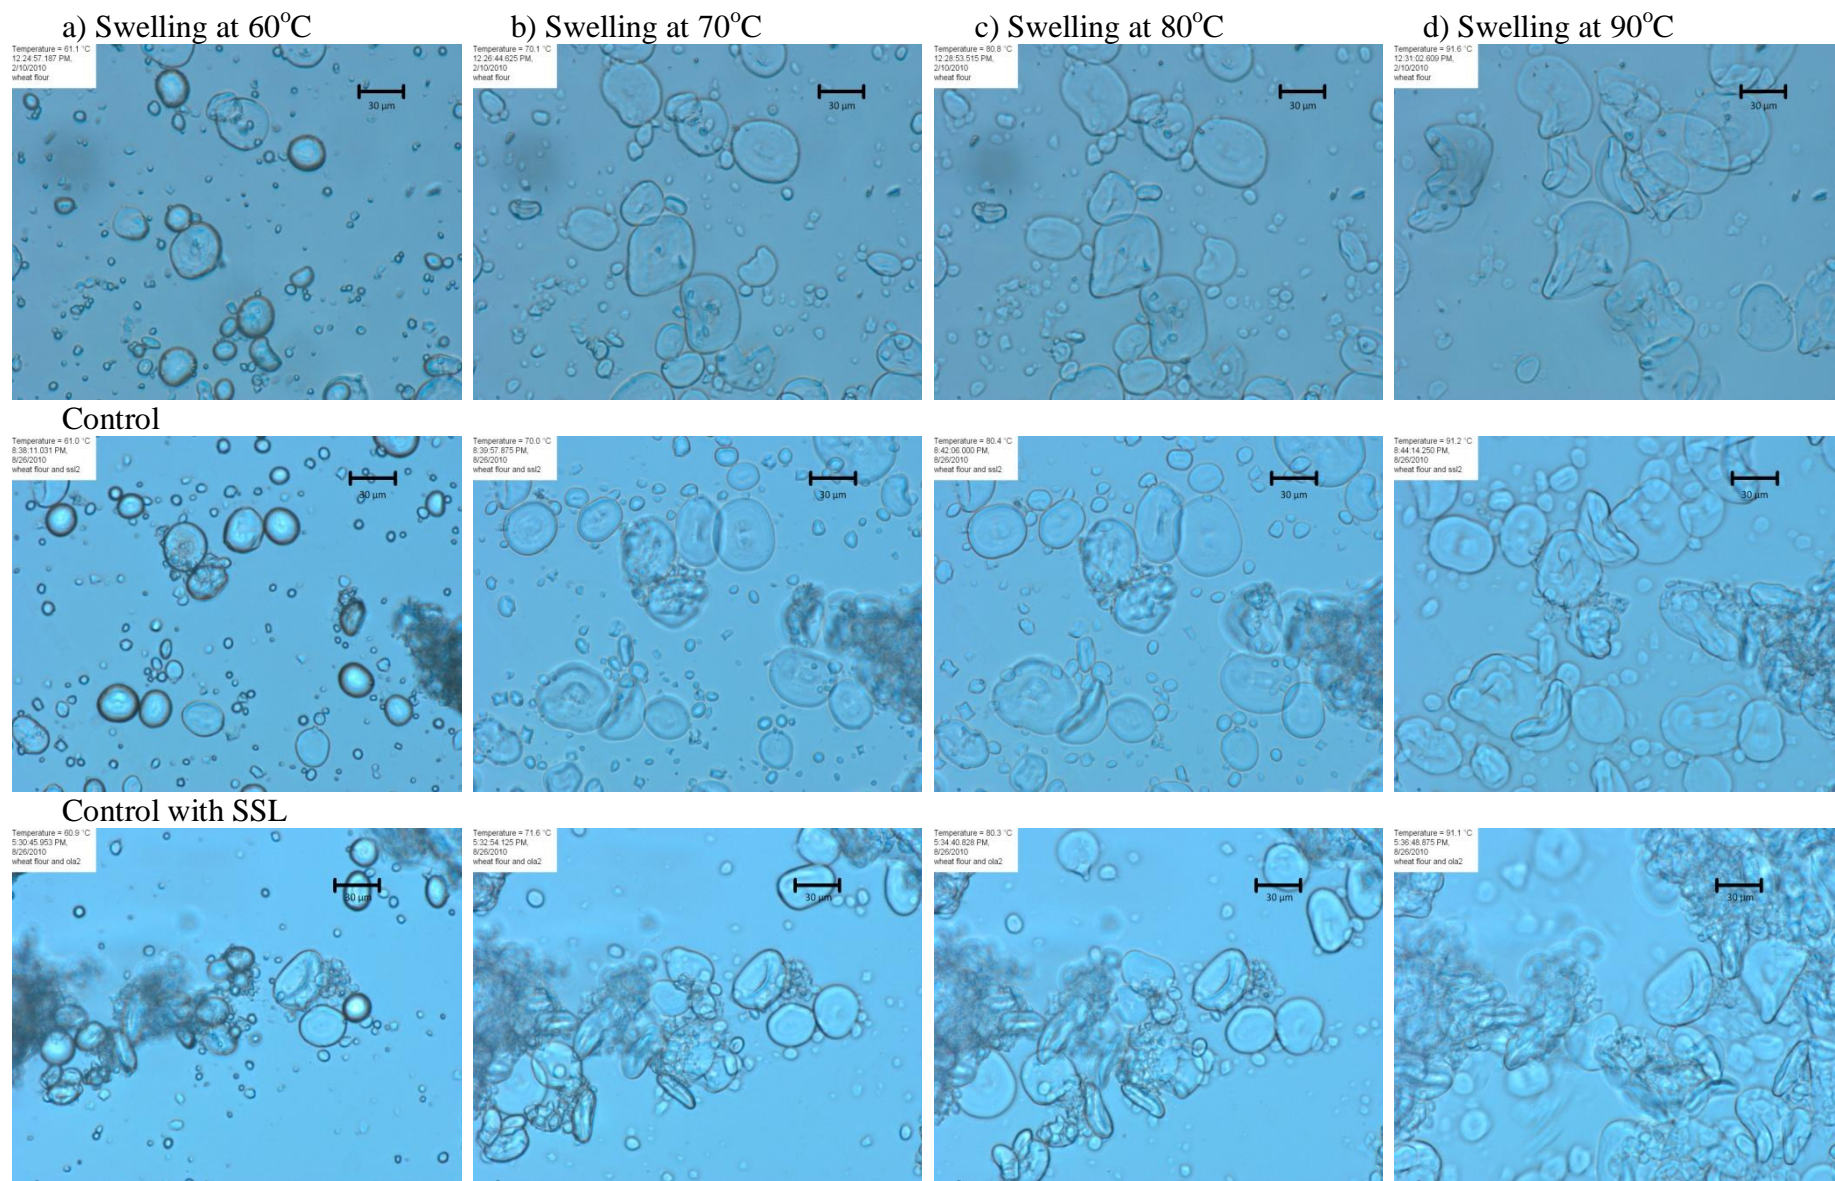 a) Swelling at 60°C
b) Swelling at 70°C
c) Swelling at 80°C
d) Swelling at 90°C
Temperature = 61.1 °C
12:24:57.187 PM,
2/10/2010
wheat flour
30 µm
Temperature = 70.1 °C
12:26:44.625 PM,
2/10/2010
wheat flour
30 µm
Temperature = 80.8 °C
12:28:53.515 PM,
2/10/2010
wheat flour
30 µm
Temperature = 91.6 °C
12:31:02.609 PM,
2/10/2010
wheat flour
30 µm
Control
Temperature = 61.0 °C
8:38:11.031 PM,
8/26/2010
wheat flour and ssl2
30 µm
Temperature = 70.0 °C
8:39:57.875 PM,
8/26/2010
wheat flour and ssl2
30 µm
Temperature = 80.4 °C
8:42:06.000 PM,
8/26/2010
wheat flour and ssl2
30 µm
Temperature = 91.2 °C
8:44:14.250 PM,
8/26/2010
wheat flour and ssl2
30 µm
Control with SSL
Temperature = 60.9 °C
5:30:45.953 PM,
8/26/2010
wheat flour and ola2
30 µm
Temperature = 71.6 °C
5:32:54.125 PM,
8/26/2010
wheat flour and ola2
30 µm
Temperature = 80.3 °C
5:34:40.828 PM,
8/26/2010
wheat flour and ola2
30 µm
Temperature = 91.1 °C
5:36:48.875 PM,
8/26/2010
wheat flour and ola2
30 µm